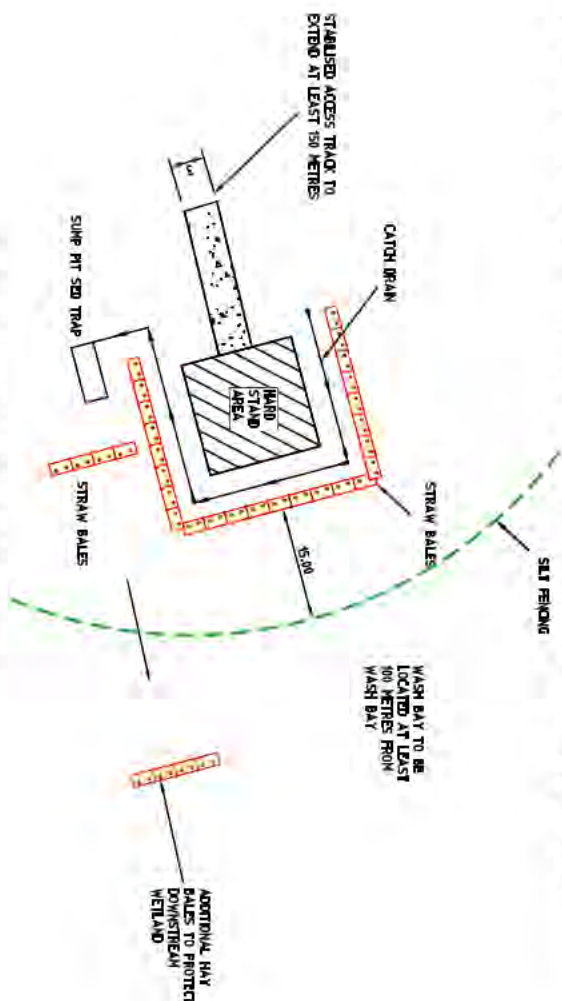 STABILISED ACCESS TRACK TO
EXTEND AT LEAST 150 METRES
3
CATCH DRAIN
SUMP PIT SED TRAP
HARD
STAND
AREA
STRAW BALES
STRAW BALES
15.00
SILT FENCING
WASH BAY TO BE
LOCATED AT LEAST
100 METRES FROM
WASH BAY
ADDITIONAL HAY
BALES TO PROTECT
DOWNSTREAM
WETLAND